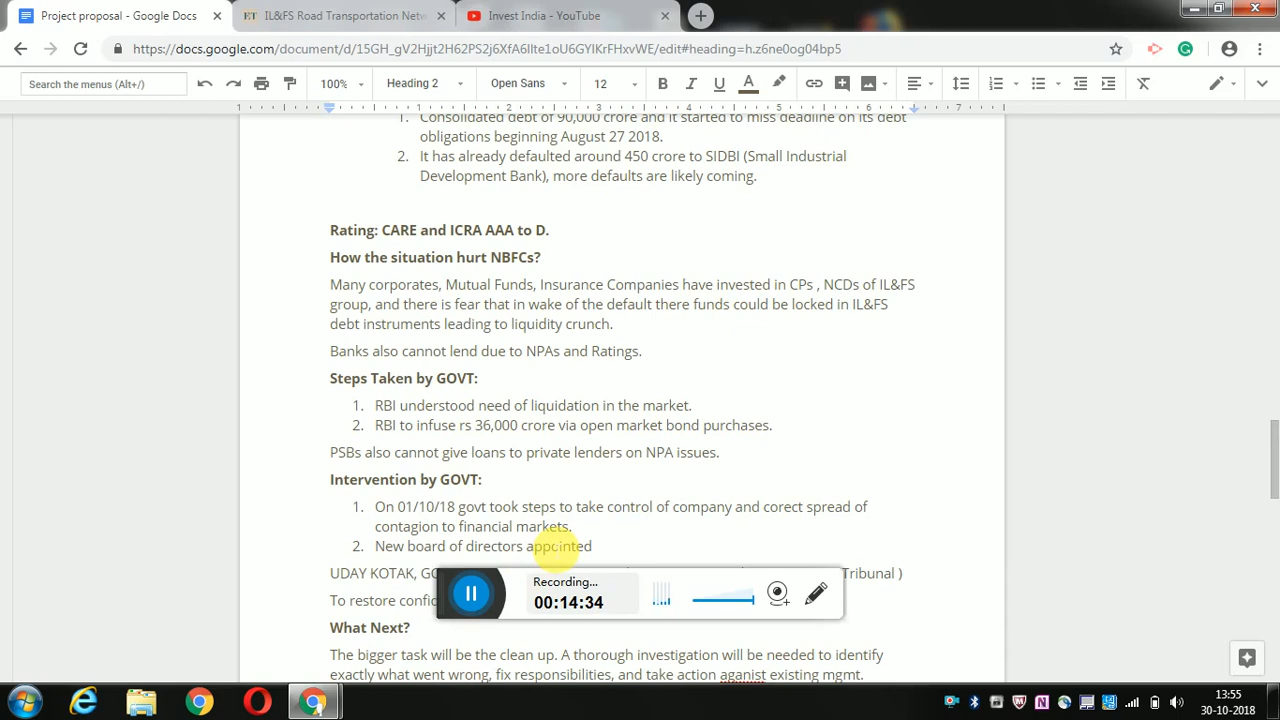 Project proposal - Google Docs
IL&FS Road Transportation Netw
Invest India - YouTube
https://docs.google.com/document/d/15GH_gV2Hjjt2H62PS2j6XfA6Ilte1oU6GYIKrFHxvWE/edit#heading=h.z6ne0og04bp5
Search the menus (Alt+/)
100%
Heading 2
Open Sans
12
B I U A
1 1 2 3 4 5 6 7
1. Consolidated debt of 90,000 crore and it started to miss deadline on its debt
obligations beginning August 27 2018.
2. It has already defaulted around 450 crore to SIDBI (Small Industrial
Development Bank), more defaults are likely coming.
Rating: CARE and ICRA AAA to D.
How the situation hurt NBFCs?
Many corporates, Mutual Funds, Insurance Companies have invested in CPs , NCDs of IL&FS
group, and there is fear that in wake of the default there funds could be locked in IL&FS
debt instruments leading to liquidity crunch.
Banks also cannot lend due to NPAs and Ratings.
Steps Taken by GOVT:
1. RBI understood need of liquidation in the market.
2. RBI to infuse rs 36,000 crore via open market bond purchases.
PSBs also cannot give loans to private lenders on NPA issues.
Intervention by GOVT:
1. On 01/10/18 govt took steps to take control of company and corect spread of
contagion to financial markets.
2. New board of directors appointed
UDAY KOTAK, Tribunal )
To restore
What Next?
The bigger task will be the clean up. A thorough investigation will be needed to identify
exactly what went wrong, fix responsibilities, and take action aganist existing mgmt.
Recording...
00:14:34
13:55
30-10-2018